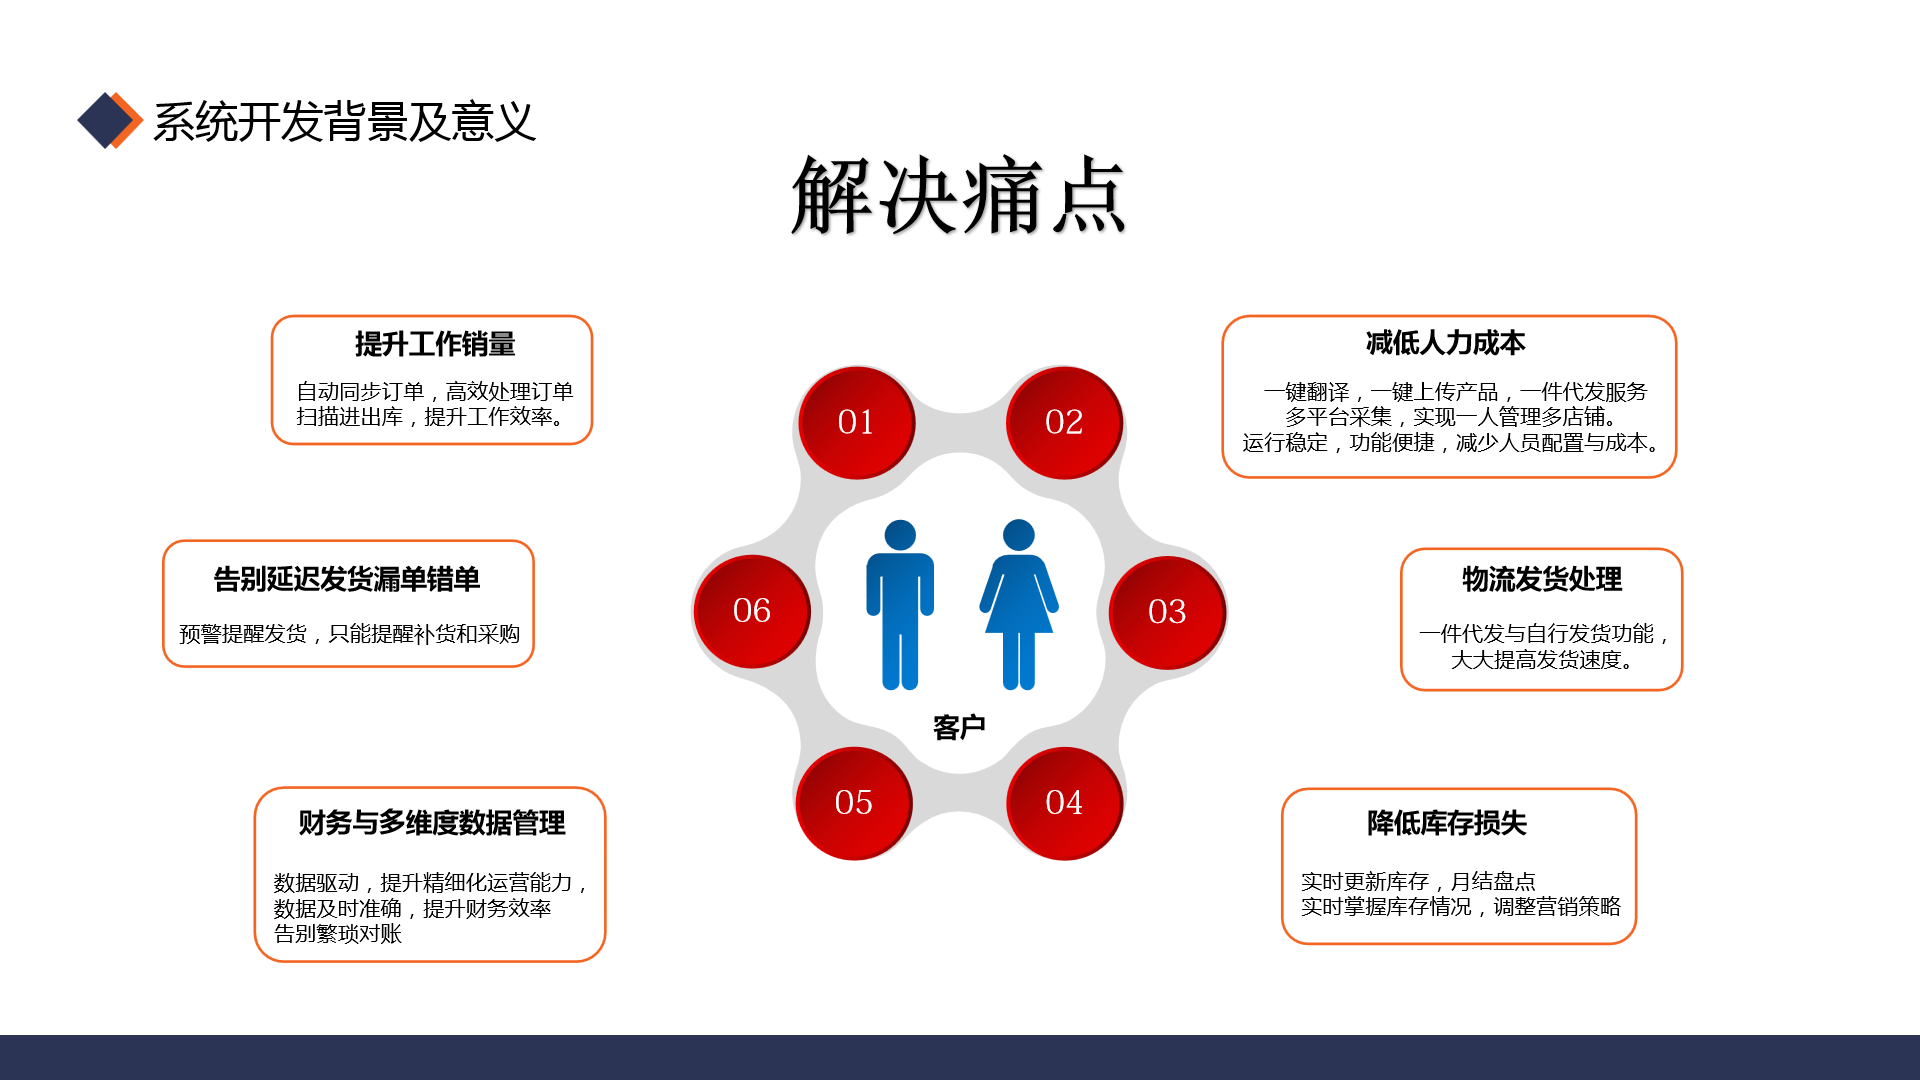 系统开发背景及意义
解决痛点
提升工作销量
自动同步订单，高效处理订单
扫描进出库，提升工作效率。
减低人力成本
一键翻译，一键上传产品，一件代发服务
多平台采集，实现一人管理多店铺。
运行稳定，功能便捷，减少人员配置与成本。
01
02
告别延迟发货漏单错单
预警提醒发货，只能提醒补货和采购
物流发货处理
一件代发与自行发货功能，
大大提高发货速度。
06
03
客户
05
04
财务与多维度数据管理
数据驱动，提升精细化运营能力，
数据及时准确，提升财务效率
告别繁琐对账
降低库存损失
实时更新库存，月结盘点
实时掌握库存情况，调整营销策略